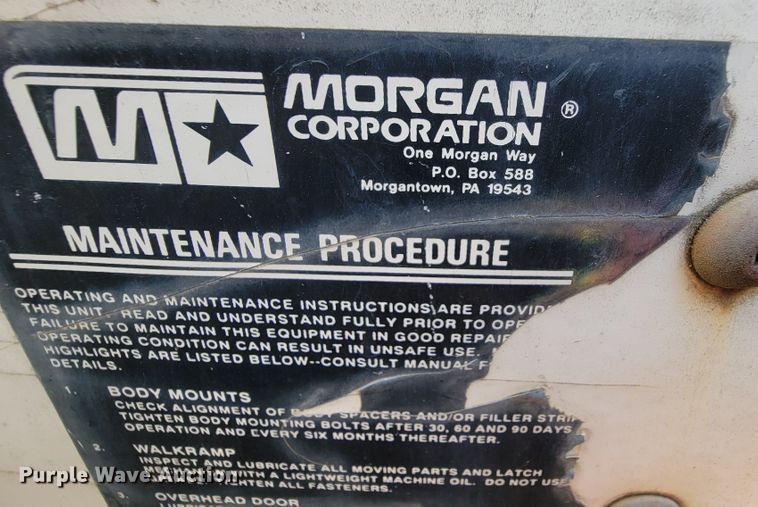 M
MORGAN ®
CORPORATION
One Morgan Way
P.O. Box 588
Morgantown, PA 19543
MAINTENANCE PROCEDURE
OPERATING AND MAINTENANCE INSTRUCTIONS ARE
THIS UNIT READ AND UNDERSTAND FULLY PRIOR TO
FAILURE TO MAINTAIN THIS EQUIPMENT IN GOOD REPAIR
OPERATING CONDITION CAN RESULT IN UNSAFE USE.
HIGHLIGHTS ARE LISTED BELOW--CONSULT MANUAL
DETAILS.
1. BODY MOUNTS
CHECK ALIGNMENT OF BODY SPACERS AND/OR FILLER
TIGHTEN BODY MOUNTING BOLTS AFTER 30, 60 AND 90 DAYS
OPERATION AND EVERY SIX MONTHS THEREAFTER.
2. WALKRAMP
INSPECT AND LUBRICATE ALL MOVING PARTS AND LATCH
WITH A LIGHTWEIGHT MACHINE OIL. DO NOT USE
TIGHTEN ALL FASTENERS.
3. OVERHEAD DOOR
Purple Wave Auction